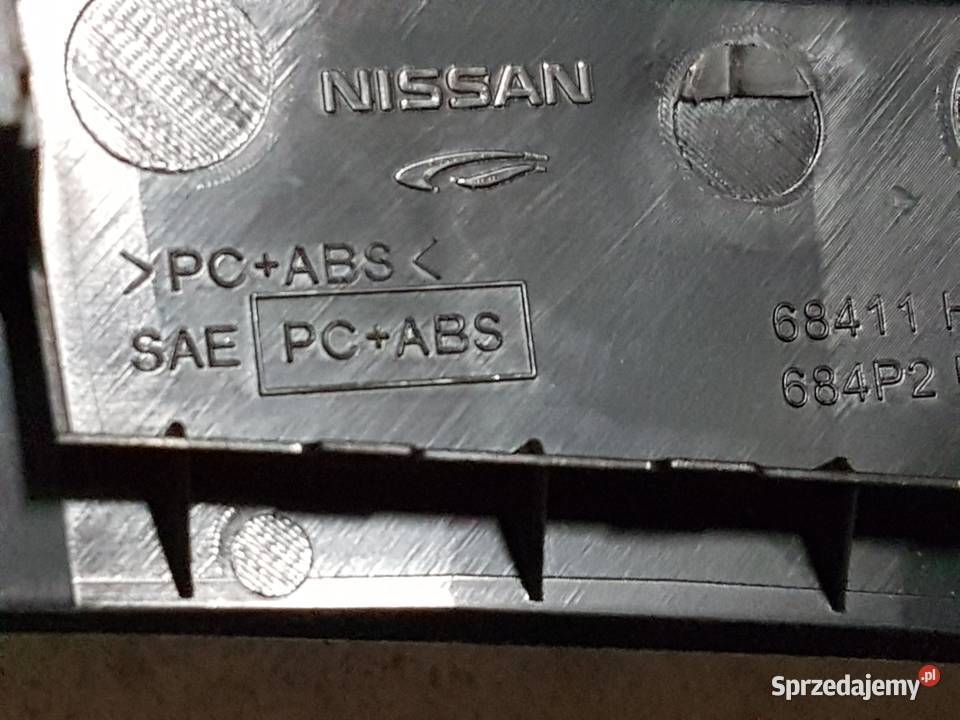 NISSAN
>PC+ABS<
SAE PC+ABS
68411 H
684P2
Sprzedajemy.pl